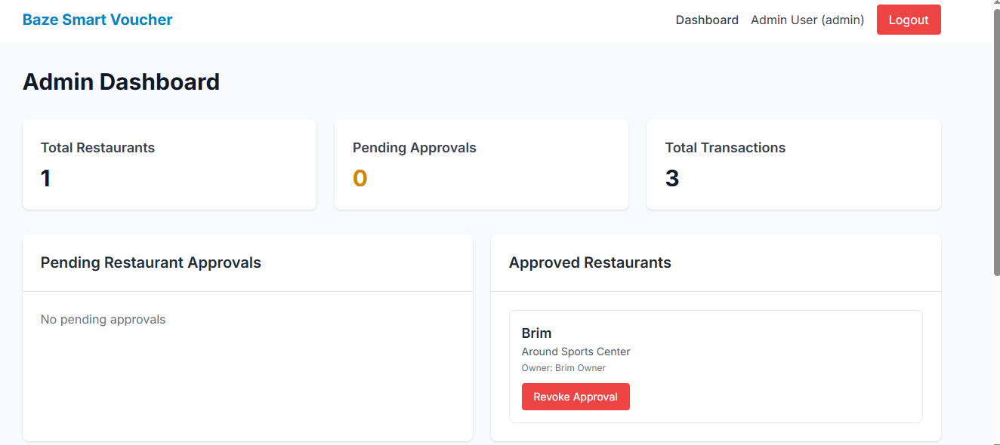 Baze Smart Voucher
Dashboard
Admin User (admin)
Logout
Admin Dashboard
Total Restaurants
1
Pending Approvals
0
Total Transactions
3
Pending Restaurant Approvals
No pending approvals
Approved Restaurants
Brim
Around Sports Center
Owner: Brim Owner
Revoke Approval